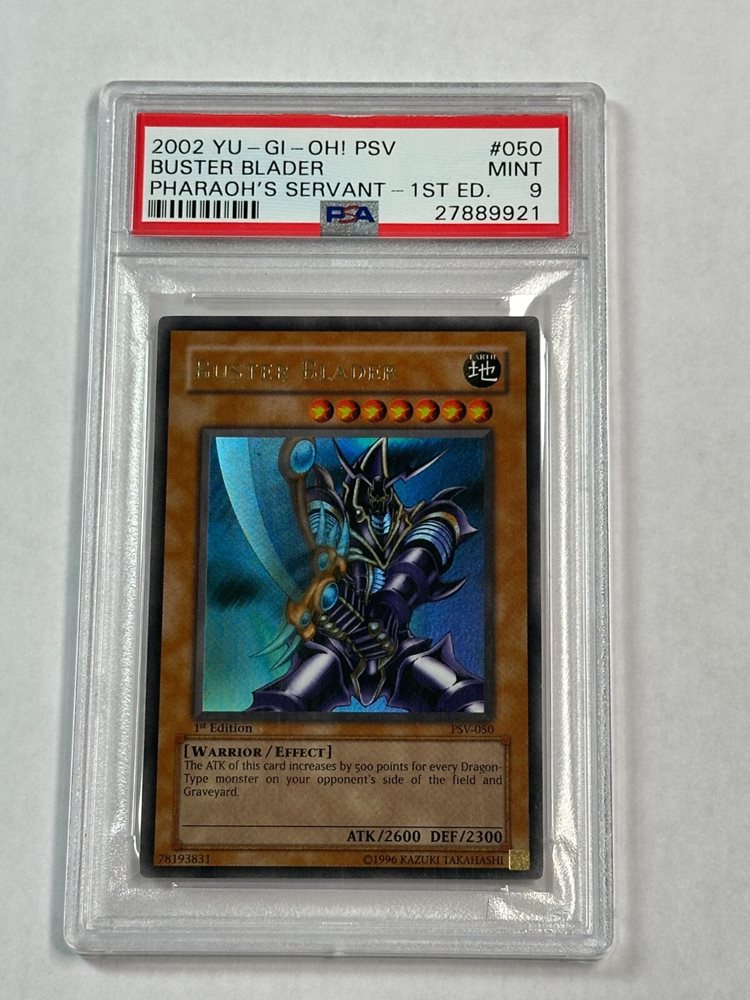 2002 YU-GI-OH! PSV #050
BUSTER BLADER MINT
PHARAOH'S SERVANT - 1ST ED. 9
PSA 27889921
BUSTER BLADER
EARTH
地
1st Edition PSV-050
[WARRIOR / EFFECT]
The ATK of this card increases by 500 points for every Dragon-
Type monster on your opponent's side of the field and
Graveyard.
ATK/2600 DEF/2300
78193831 ©1996 KAZUKI TAKAHASHI